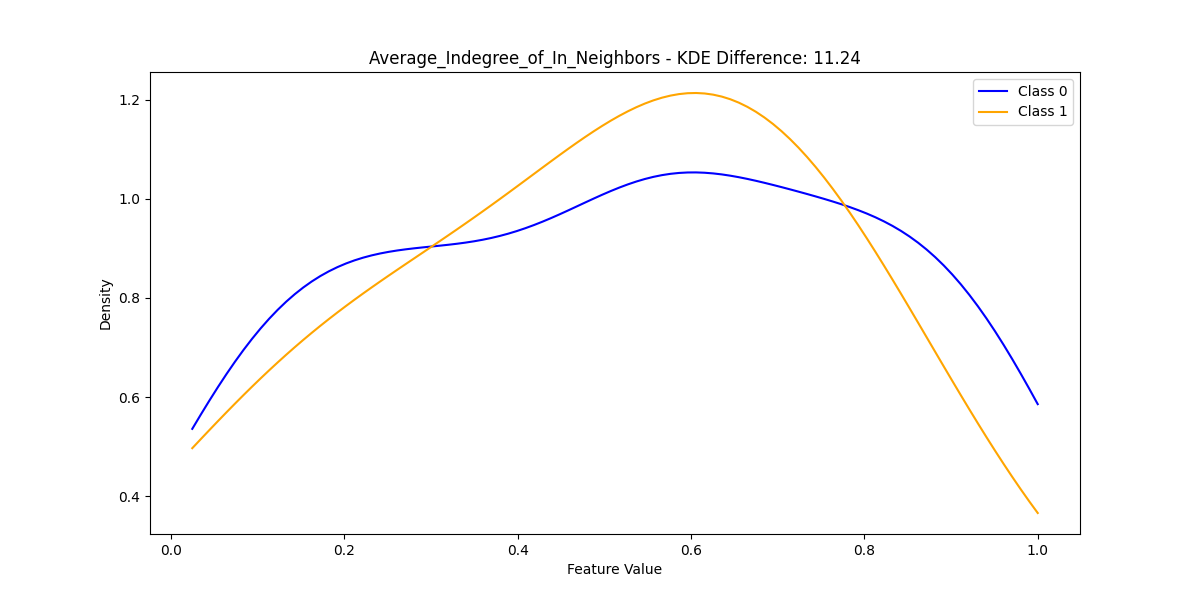 Average_Indegree_of_In_Neighbors - KDE Difference: 11.24
Class 0
Class 1
1.2
1.0
0.8
0.6
0.4
Density
0.0 0.2 0.4 0.6 0.8 1.0
Feature Value